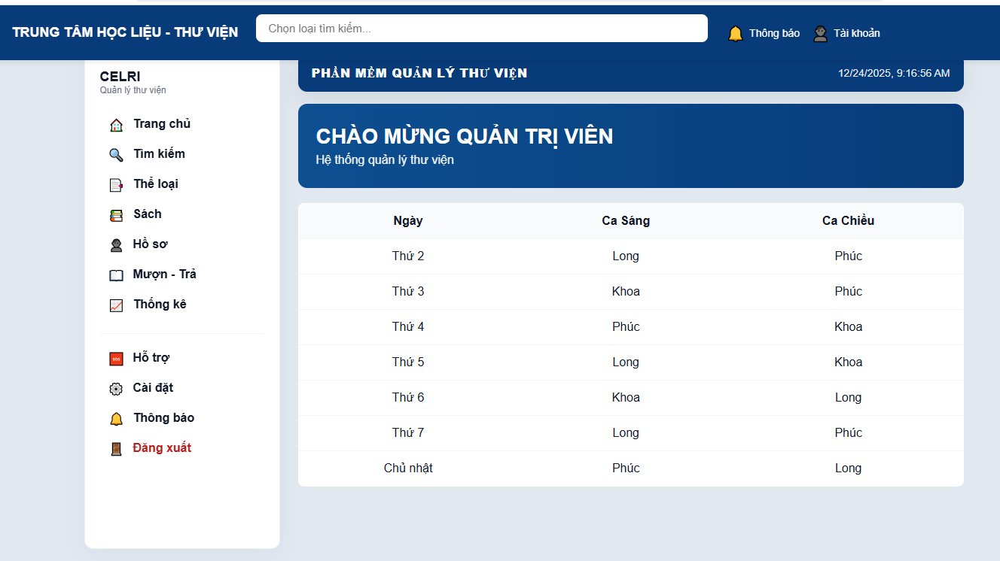 TRUNG TÂM HỌC LIỆU - THƯ VIỆN
Chọn loại tìm kiếm...
Thông báo
Tài khoản
CELRI
Quản lý thư viện
Trang chủ
Tìm kiếm
Thể loại
Sách
Hồ sơ
Mượn - Trả
Thống kê
SOS Hỗ trợ
Cài đặt
Thông báo
Đăng xuất
PHẦN MỀM QUẢN LÝ THƯ VIỆN
12/24/2025, 9:16:56 AM
CHÀO MỪNG QUẢN TRỊ VIÊN
Hệ thống quản lý thư viện
Ngày Ca Sáng Ca Chiều
Thứ 2 Long Phúc
Thứ 3 Khoa Phúc
Thứ 4 Phúc Khoa
Thứ 5 Long Khoa
Thứ 6 Khoa Long
Thứ 7 Long Phúc
Chủ nhật Phúc Long